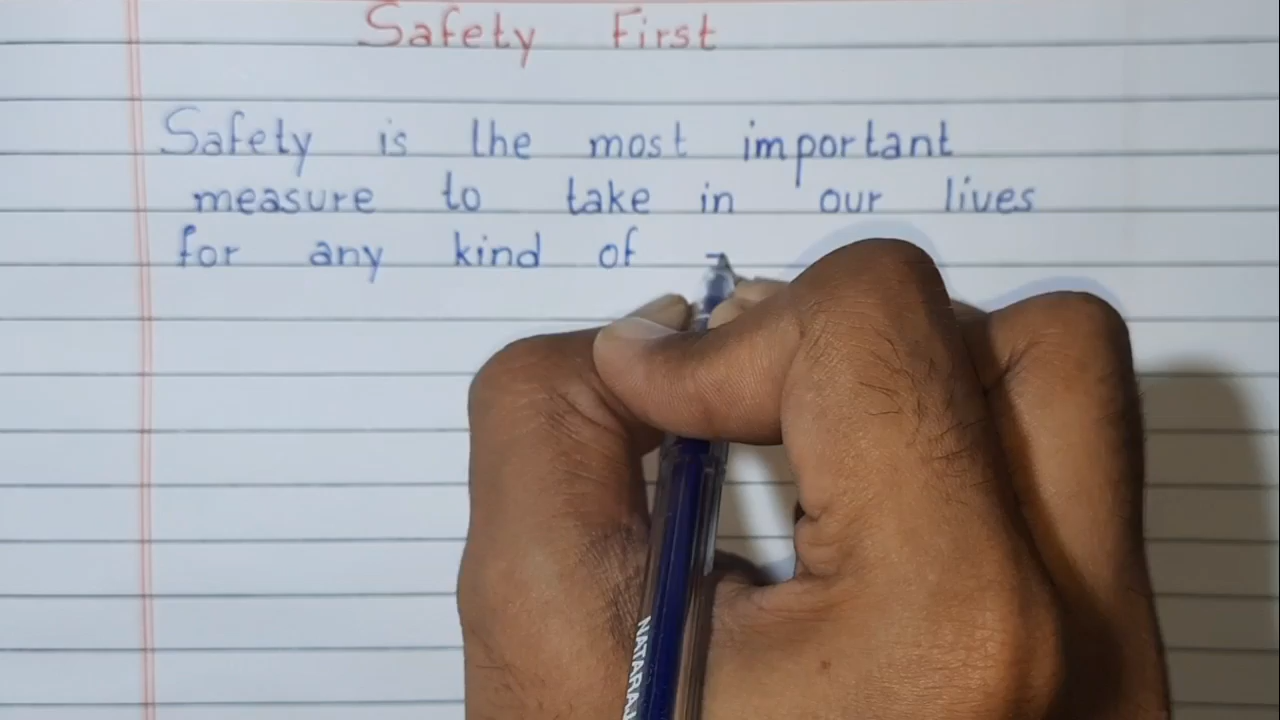 Safety First
Safety is the most important
measure to take in our lives
for any kind of
NATARAJ